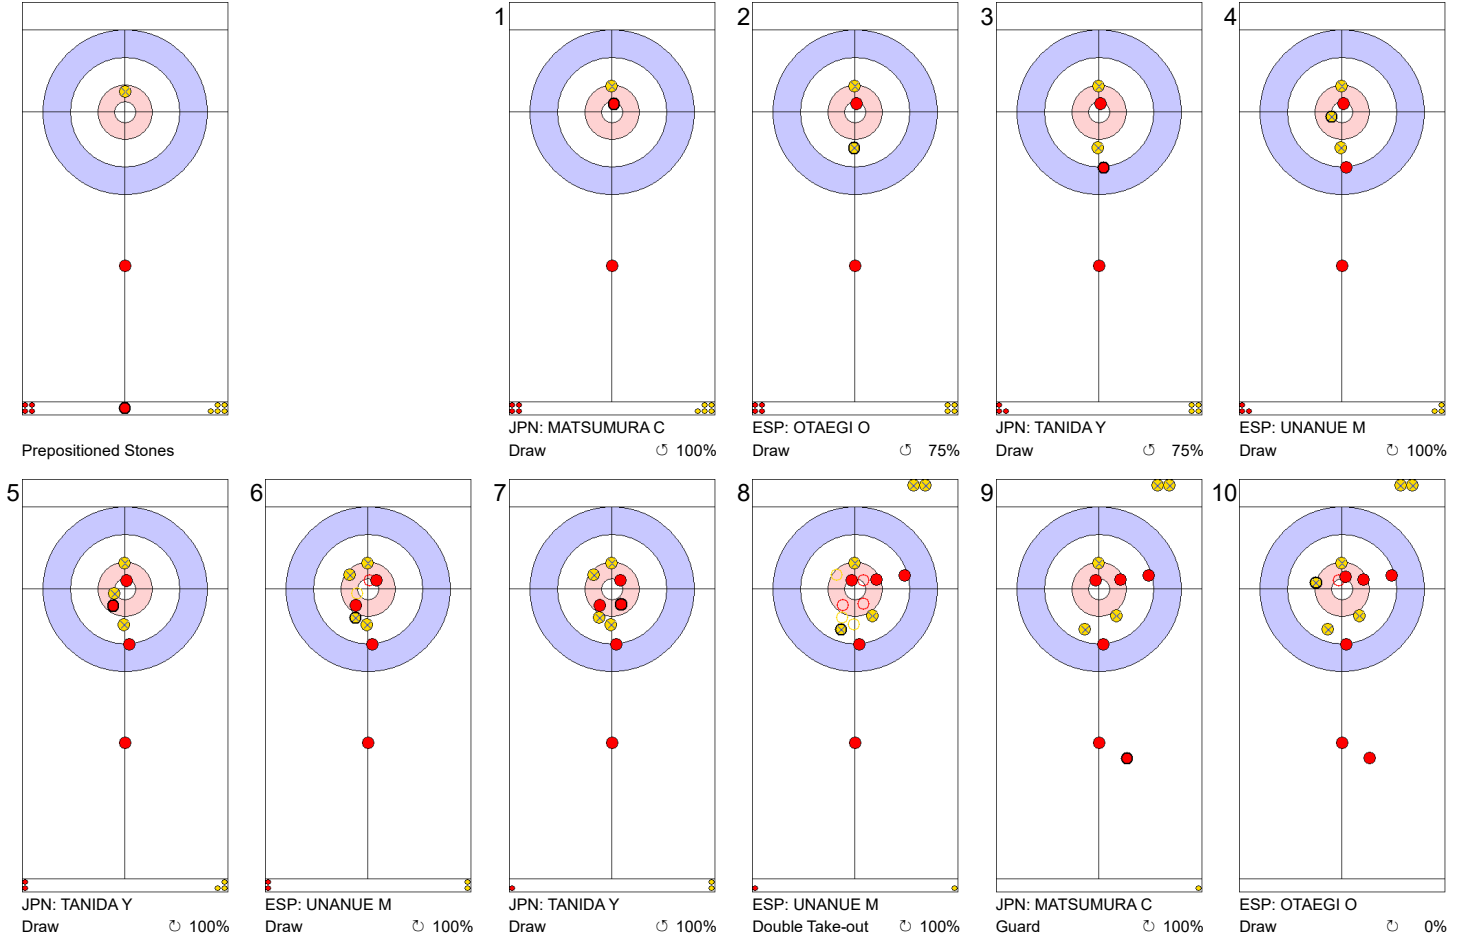 1 2 3 4
Prepositioned Stones
JPN: MATSUMURA C
Draw 100%
ESP: OTAEGI O
Draw 75%
JPN: TANIDA Y
Draw 75%
ESP: UNANUE M
Draw 100%
5 6 7 8 9 10
JPN: TANIDA Y
Draw 100%
ESP: UNANUE M
Draw 100%
JPN: TANIDA Y
Draw 100%
ESP: UNANUE M
Double Take-out 100%
JPN: MATSUMURA C
Guard 100%
ESP: OTAEGI O
Draw 0%